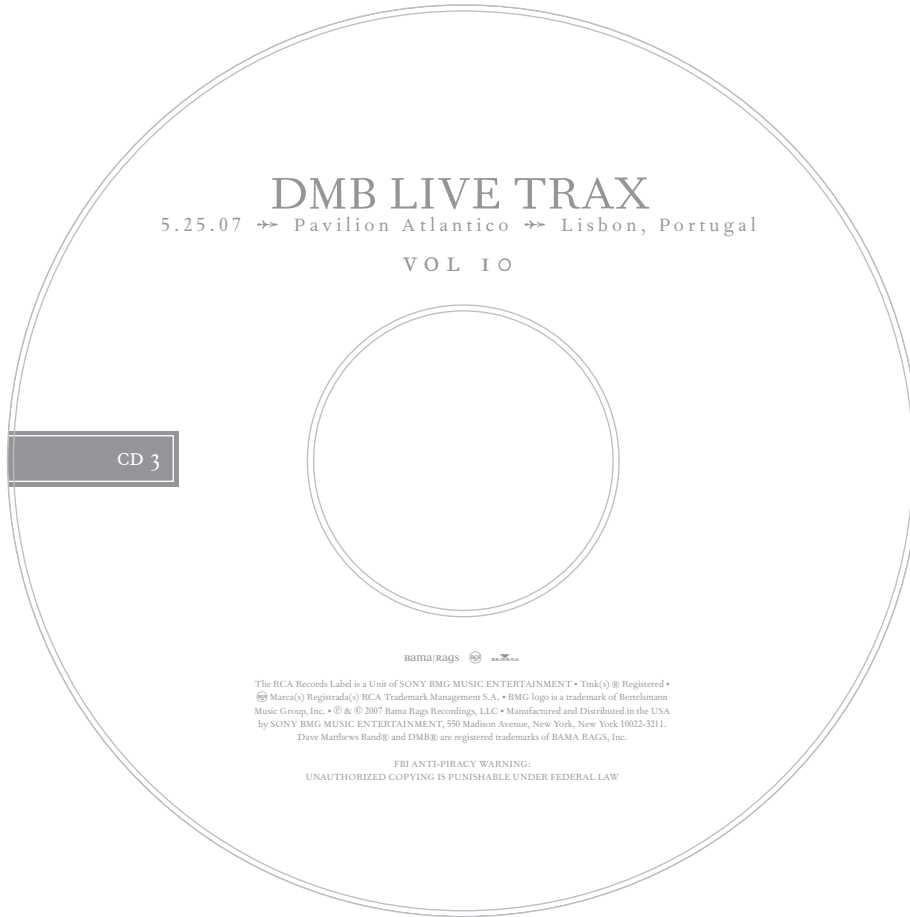 DMB LIVE TRAX
5.25.07 ➳ Pavilion Atlantico ➳ Lisbon, Portugal
VOL 10
CD 3
Bama|Rags RCA BMG
The RCA Records Label is a Unit of SONY BMG MUSIC ENTERTAINMENT • Tmk(s) ® Registered •
RCA Marca(s) Registrada(s) RCA Trademark Management S.A. • BMG logo is a trademark of Bertelsmann
Music Group, Inc. • ℗ & © 2007 Bama Rags Recordings, LLC • Manufactured and Distributed in the USA
by SONY BMG MUSIC ENTERTAINMENT, 550 Madison Avenue, New York, New York 10022-3211.
Dave Matthews Band® and DMB® are registered trademarks of BAMA RAGS, Inc.
FBI ANTI-PIRACY WARNING:
UNAUTHORIZED COPYING IS PUNISHABLE UNDER FEDERAL LAW